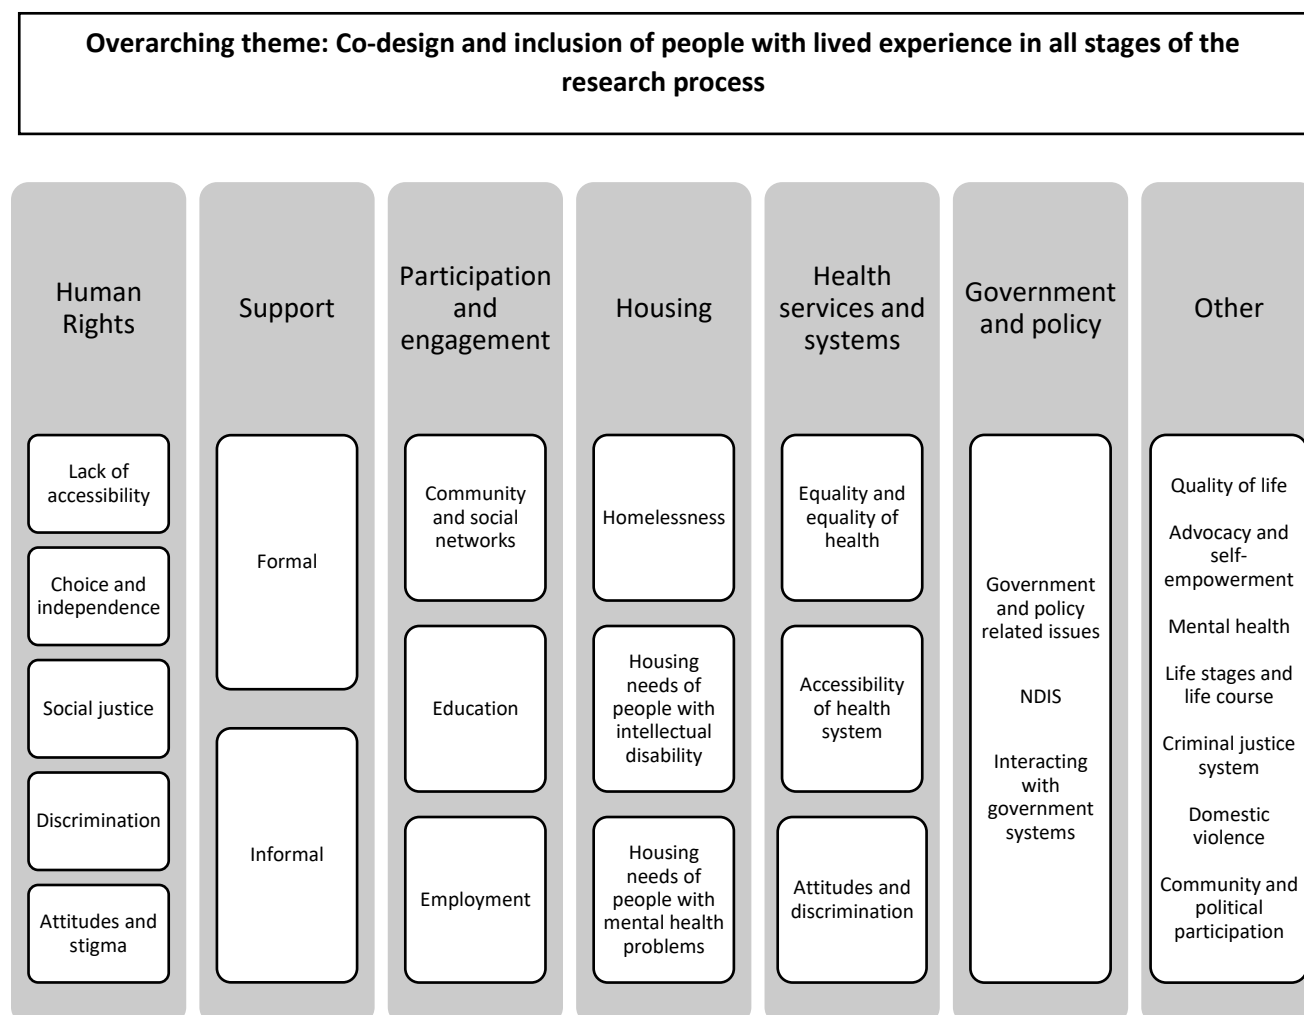 Overarching theme: Co-design and inclusion of people with lived experience in all stages of the
research process
Human
Rights
Lack of
accessibility
Choice and
independence
Social justice
Discrimination
Attitudes and
stigma
Support
Formal
Informal
Participation
and
engagement
Community
and social
networks
Education
Employment
Housing
Homelessness
Housing
needs of
people with
intellectual
disability
Housing
needs of
people with
mental health
problems
Health
services and
systems
Equality and
equality of
health
Accessibility
of health
system
Attitudes and
discrimination
Government
and policy
Government
and policy
related issues
NDIS
Interacting
with
government
systems
Other
Quality of life
Advocacy and
self-
empowerment
Mental health
Life stages and
life course
Criminal justice
system
Domestic
violence
Community and
political
participation